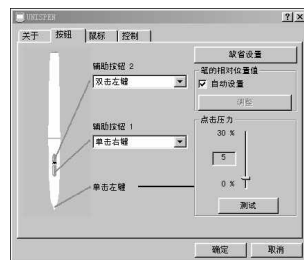 UNISPEN
关于 按钮 鼠标 控制
辅助按钮 2
双击左键
辅助按钮 1
单击右键
单击左键
缺省设置
笔的相对位置值
自动设置
调整
点击压力
30 %
5
0 %
测试
确定 取消